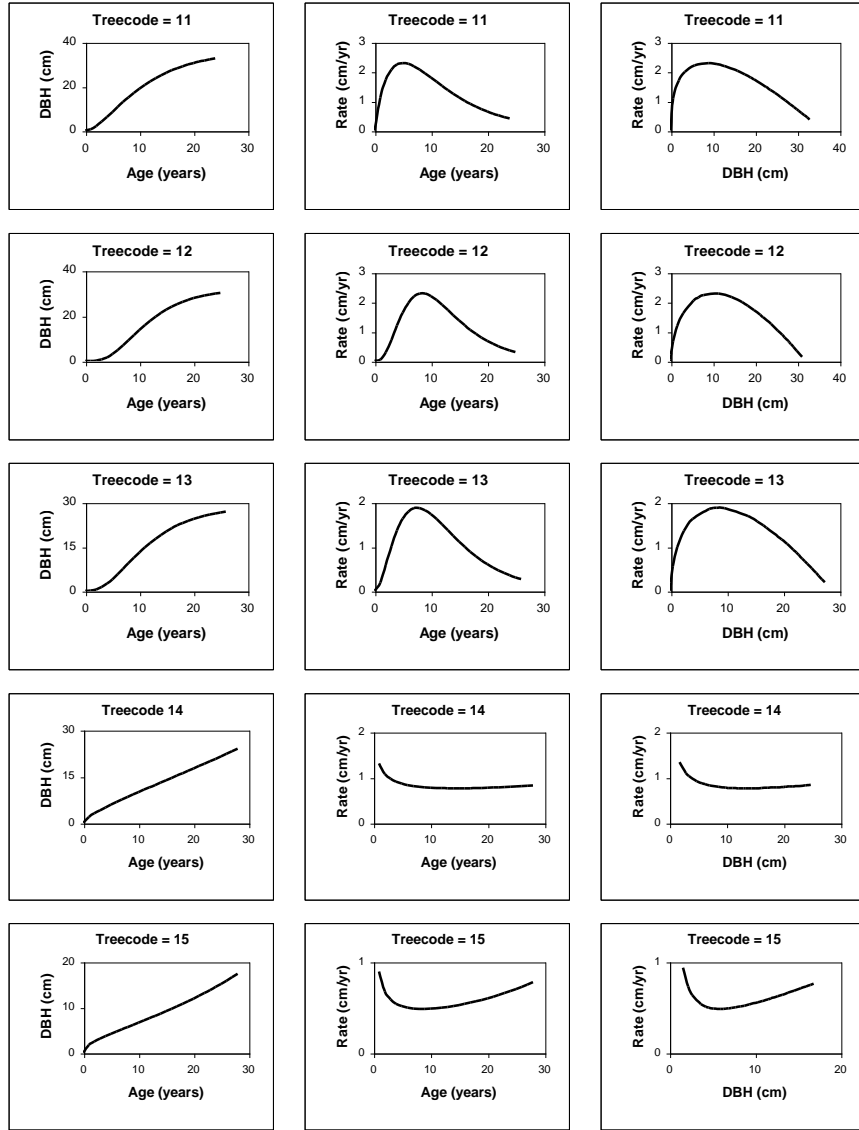 Treecode = 11
DBH (cm)
40
20
0
0 10 20 30
Age (years)
Treecode = 11
Rate (cm/yr)
3
2
1
0
0 10 20 30
Age (years)
Treecode = 11
Rate (cm/yr)
3
2
1
0
0 10 20 30 40
DBH (cm)
Treecode = 12
DBH (cm)
40
20
0
0 10 20 30
Age (years)
Treecode = 12
Rate (cm/yr)
3
2
1
0
0 10 20 30
Age (years)
Treecode = 12
Rate (cm/yr)
3
2
1
0
0 10 20 30 40
DBH (cm)
Treecode = 13
DBH (cm)
30
15
0
0 10 20 30
Age (years)
Treecode = 13
Rate (cm/yr)
2
1
0
0 10 20 30
Age (years)
Treecode = 13
Rate (cm/yr)
2
1
0
0 10 20 30
DBH (cm)
Treecode 14
DBH (cm)
30
15
0
0 10 20 30
Age (years)
Treecode = 14
Rate (cm/yr)
2
1
0
0 10 20 30
Age (years)
Treecode = 14
Rate (cm/yr)
2
1
0
0 10 20 30
DBH (cm)
Treecode = 15
DBH (cm)
20
10
0
0 10 20 30
Age (years)
Treecode = 15
Rate (cm/yr)
1
0
0 10 20 30
Age (years)
Treecode = 15
Rate (cm/yr)
1
0
0 10 20
DBH (cm)